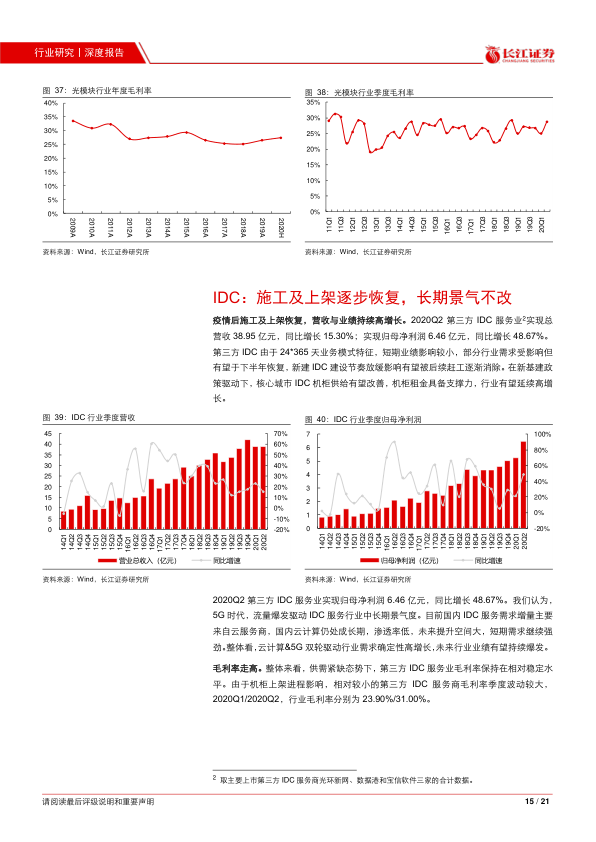 行业研究丨深度报告
长江证券
CHANGJIANG SECURITIES
图 37：光模块行业年度毛利率
40%
35%
30%
25%
20%
15%
10%
5%
0%
2009A
2010A
2011A
2012A
2013A
2014A
2015A
2016A
2017A
2018A
2019A
2020H
资料来源：Wind，长江证券研究所
图 38：光模块行业季度毛利率
35%
30%
25%
20%
15%
10%
5%
0%
11Q1
11Q3
12Q1
12Q3
13Q1
13Q3
14Q1
14Q3
15Q1
15Q3
16Q1
16Q3
17Q1
17Q3
18Q1
18Q3
19Q1
19Q3
20Q1
资料来源：Wind，长江证券研究所
IDC：施工及上架逐步恢复，长期景气不改
疫情后施工及上架恢复，营收与业绩持续高增长。2020Q2 第三方 IDC 服务业2实现总
营收 38.95 亿元，同比增长 15.30%；实现归母净利润 6.46 亿元，同比增长 48.67%。
第三方 IDC 由于 24*365 天业务模式特征，短期业绩影响较小，部分行业需求受影响但
有望于下半年恢复，新建 IDC 建设节奏放缓影响有望被后续赶工逐渐消除。在新基建政
策驱动下，核心城市 IDC 机柜供给有望改善，机柜租金具备支撑力，行业有望延续高增
长。
图 39：IDC 行业季度营收
45
40
35
30
25
20
15
10
5
0
70%
60%
50%
40%
30%
20%
10%
0%
-10%
-20%
14Q1
14Q2
14Q3
14Q4
15Q1
15Q2
15Q3
15Q4
16Q1
16Q2
16Q3
16Q4
17Q1
17Q2
17Q3
17Q4
18Q1
18Q2
18Q3
18Q4
19Q1
19Q2
19Q3
19Q4
20Q1
20Q2
营业总收入（亿元）
同比增速
资料来源：Wind，长江证券研究所
图 40：IDC 行业季度归母净利润
7
6
5
4
3
2
1
0
100%
80%
60%
40%
20%
0%
-20%
14Q1
14Q2
14Q3
14Q4
15Q1
15Q2
15Q3
15Q4
16Q1
16Q2
16Q3
16Q4
17Q1
17Q2
17Q3
17Q4
18Q1
18Q2
18Q3
18Q4
19Q1
19Q2
19Q3
19Q4
20Q1
20Q2
归母净利润（亿元）
同比增速
资料来源：Wind，长江证券研究所
2020Q2 第三方 IDC 服务业实现归母净利润 6.46 亿元，同比增长 48.67%。我们认为，
5G 时代，流量爆发驱动 IDC 服务行业中长期景气度。目前国内 IDC 服务需求增量主要
来自云服务商，国内云计算仍处成长期，渗透率低，未来提升空间大，短期需求继续强
劲。整体看，云计算&5G 双轮驱动行业需求确定性高增长，未来行业业绩有望持续爆发。
毛利率走高。整体来看，供需紧缺态势下，第三方 IDC 服务业毛利率保持在相对稳定水
平。由于机柜上架进程影响，相对较小的第三方 IDC 服务商毛利率季度波动较大，
2020Q1/2020Q2，行业毛利率分别为 23.90%/31.00%。
2 取主要上市第三方 IDC 服务商光环新网、数据港和宝信软件三家的合计数据。
请阅读最后评级说明和重要声明
15 / 21